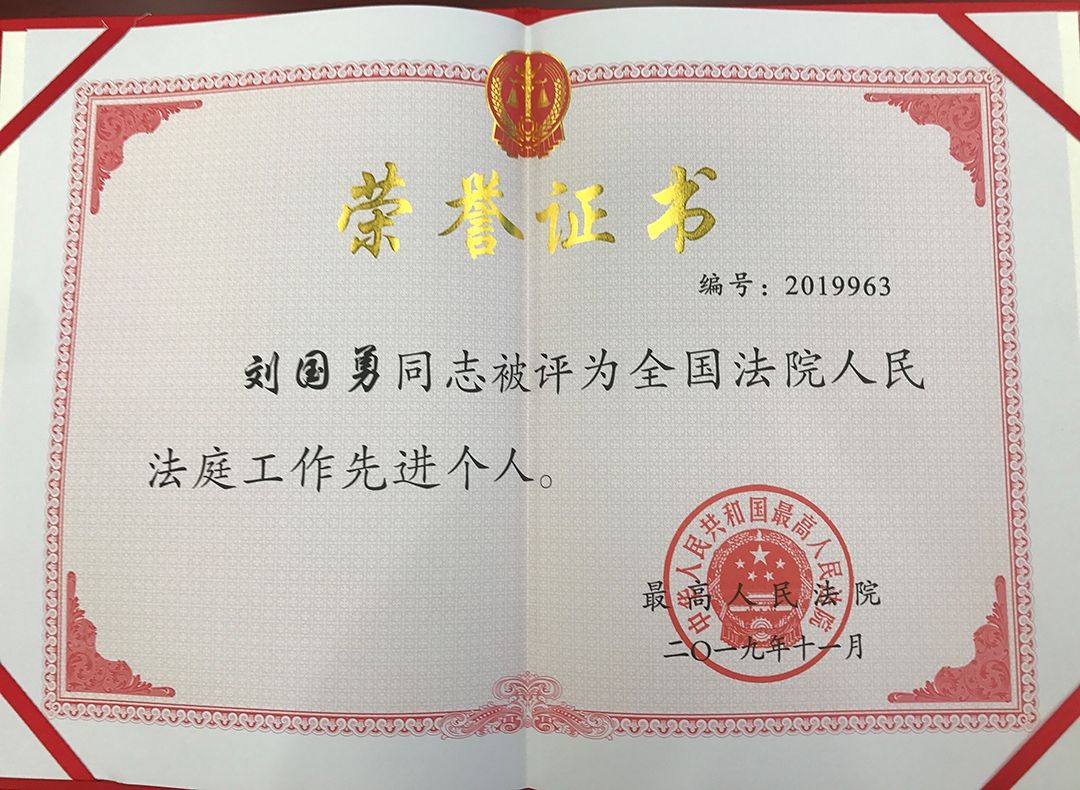 荣誉证书
编号：2019963
刘国勇同志被评为全国法院人民
法庭工作先进个人。
中华人民共和国最高人民法院
最高人民法院
二〇一九年十一月